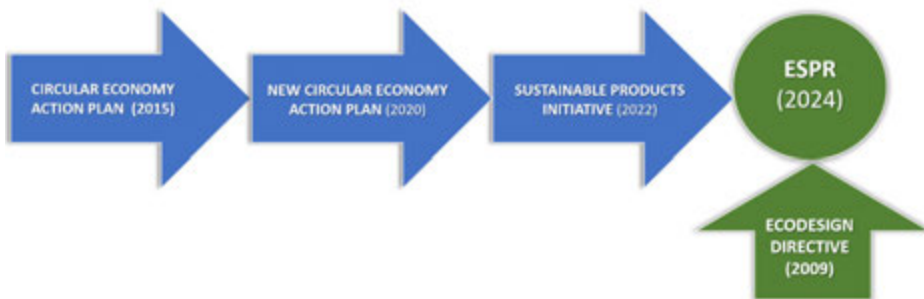 CIRCULAR ECONOMY
ACTION PLAN (2015)
NEW CIRCULAR ECONOMY
ACTION PLAN (2020)
SUSTAINABLE PRODUCTS
INITIATIVE (2022)
ESPR
(2024)
ECODESIGN
DIRECTIVE
(2009)